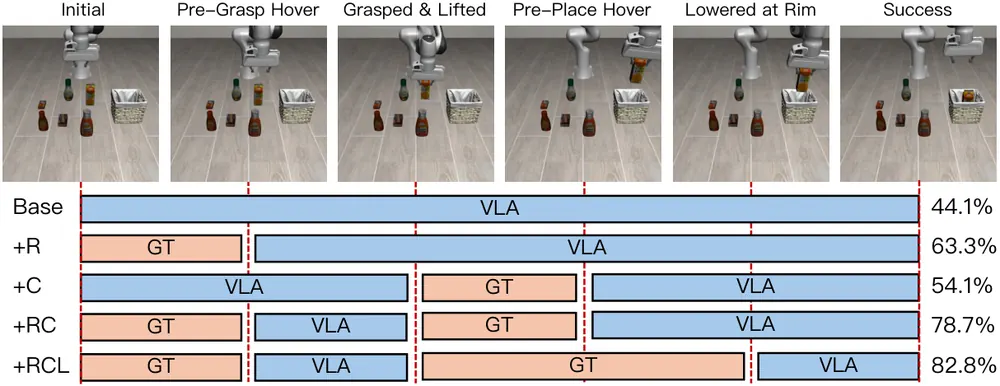 Initial Pre-Grasp Hover Grasped & Lifted Pre-Place Hover Lowered at Rim Success
Base VLA 44.1%
+R GT VLA 63.3%
+C VLA GT VLA 54.1%
+RC GT VLA GT VLA 78.7%
+RCL GT VLA GT VLA 82.8%